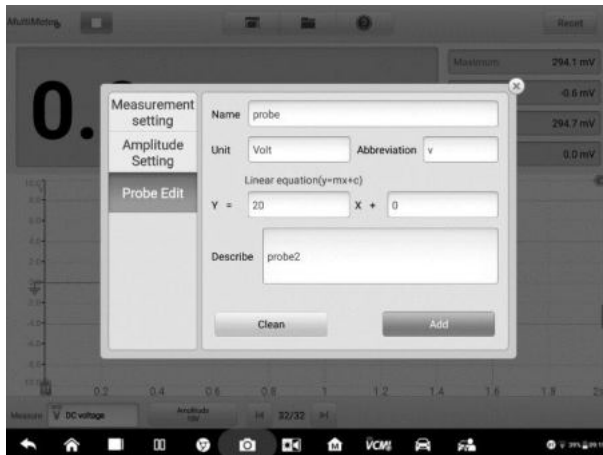 MultiMeter
Reset
Maximum 294.1 mV
-0.6 mV
294.7 mV
0.0 mV
0.
Measurement setting
Amplitude Setting
Probe Edit
Name probe
Unit Volt Abbreviation v
Linear equation(y=mx+c)
Y = 20 X + 0
Describe probe2
Clean Add
0.2 0.4 0.6 0.8 1.2 1.4 1.6 1.8
Measure DC voltage Amplitude 32/32
VCMI